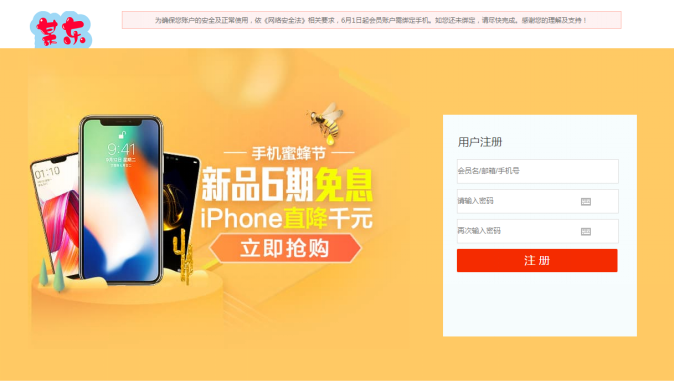 某东
为确保您账户的安全及正常使用，依《网络安全法》相关要求，6月1日起会员账户需绑定手机。如您还未绑定，请尽快完成。感谢您的理解及支持！
手机蜜蜂节
新品6期免息
iPhone直降千元
立即抢购
01:10
9:41
用户注册
会员名/邮箱/手机号
请输入密码
再次输入密码
注册